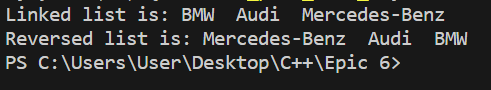 Linked list is: BMW  Audi  Mercedes-Benz
Reversed list is: Mercedes-Benz  Audi  BMW
PS C:\Users\User\Desktop\C++\Epic 6>